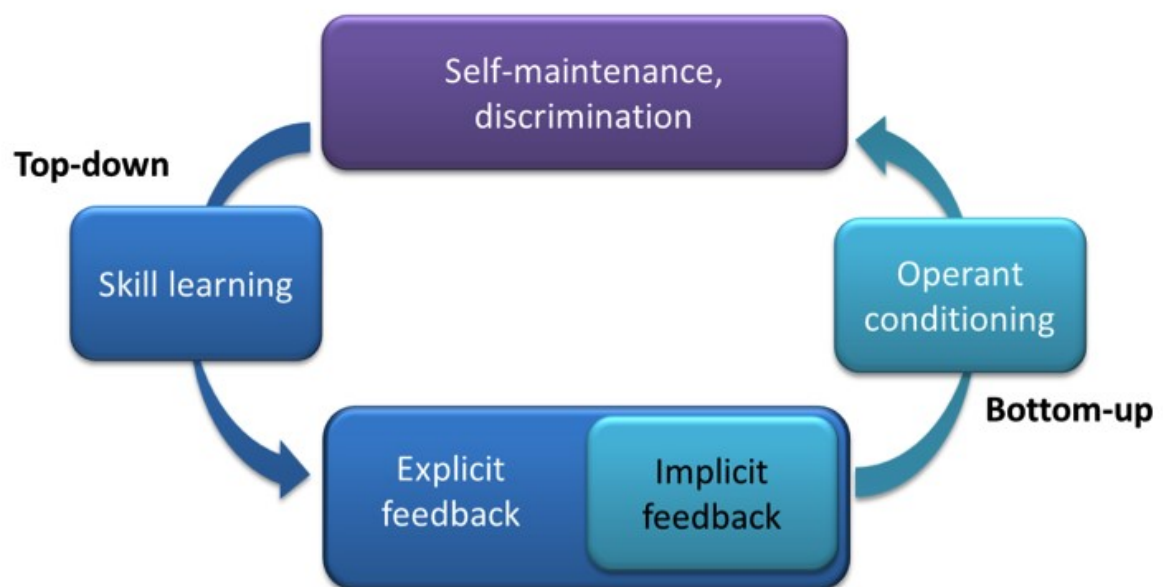 Self-maintenance,
discrimination
Top-down
Skill learning
Operant
conditioning
Bottom-up
Explicit
feedback
Implicit
feedback